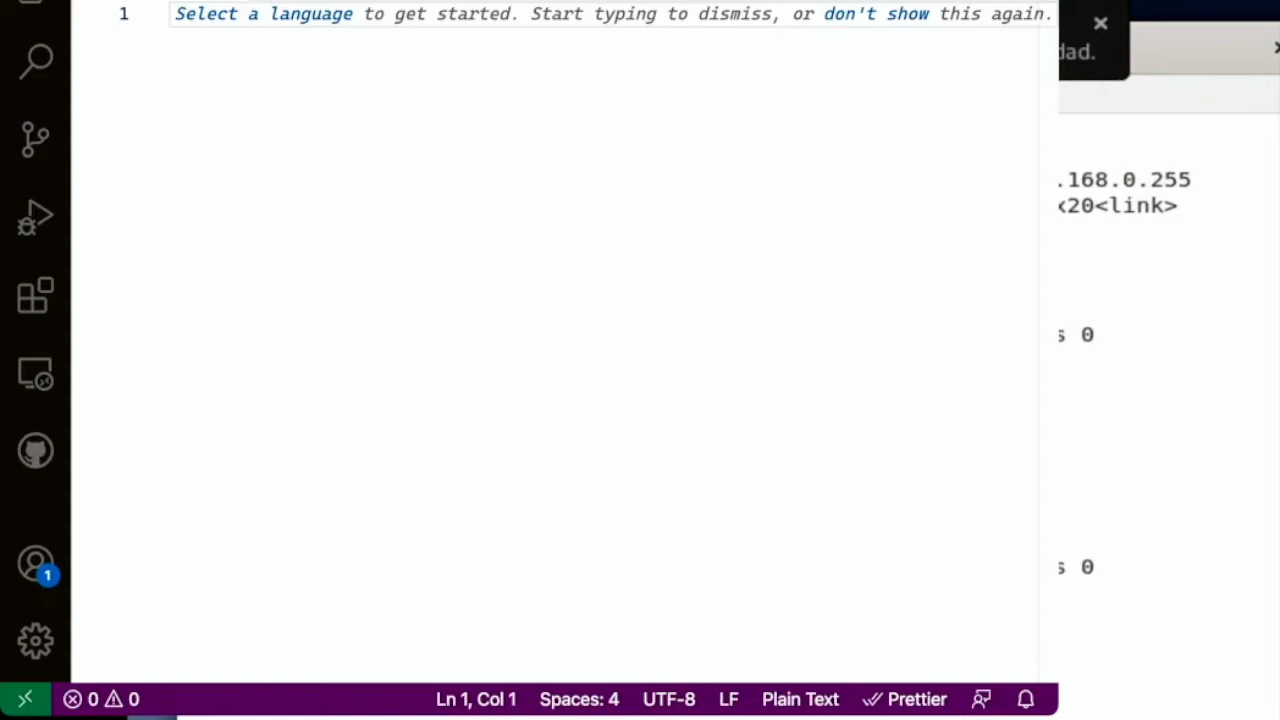 1 Select a language to get started. Start typing to dismiss, or don't show this again.
dad.
.168.0.255
x20<link>
s 0
s 0
1
0 0 Ln 1, Col 1 Spaces: 4 UTF-8 LF Plain Text Prettier